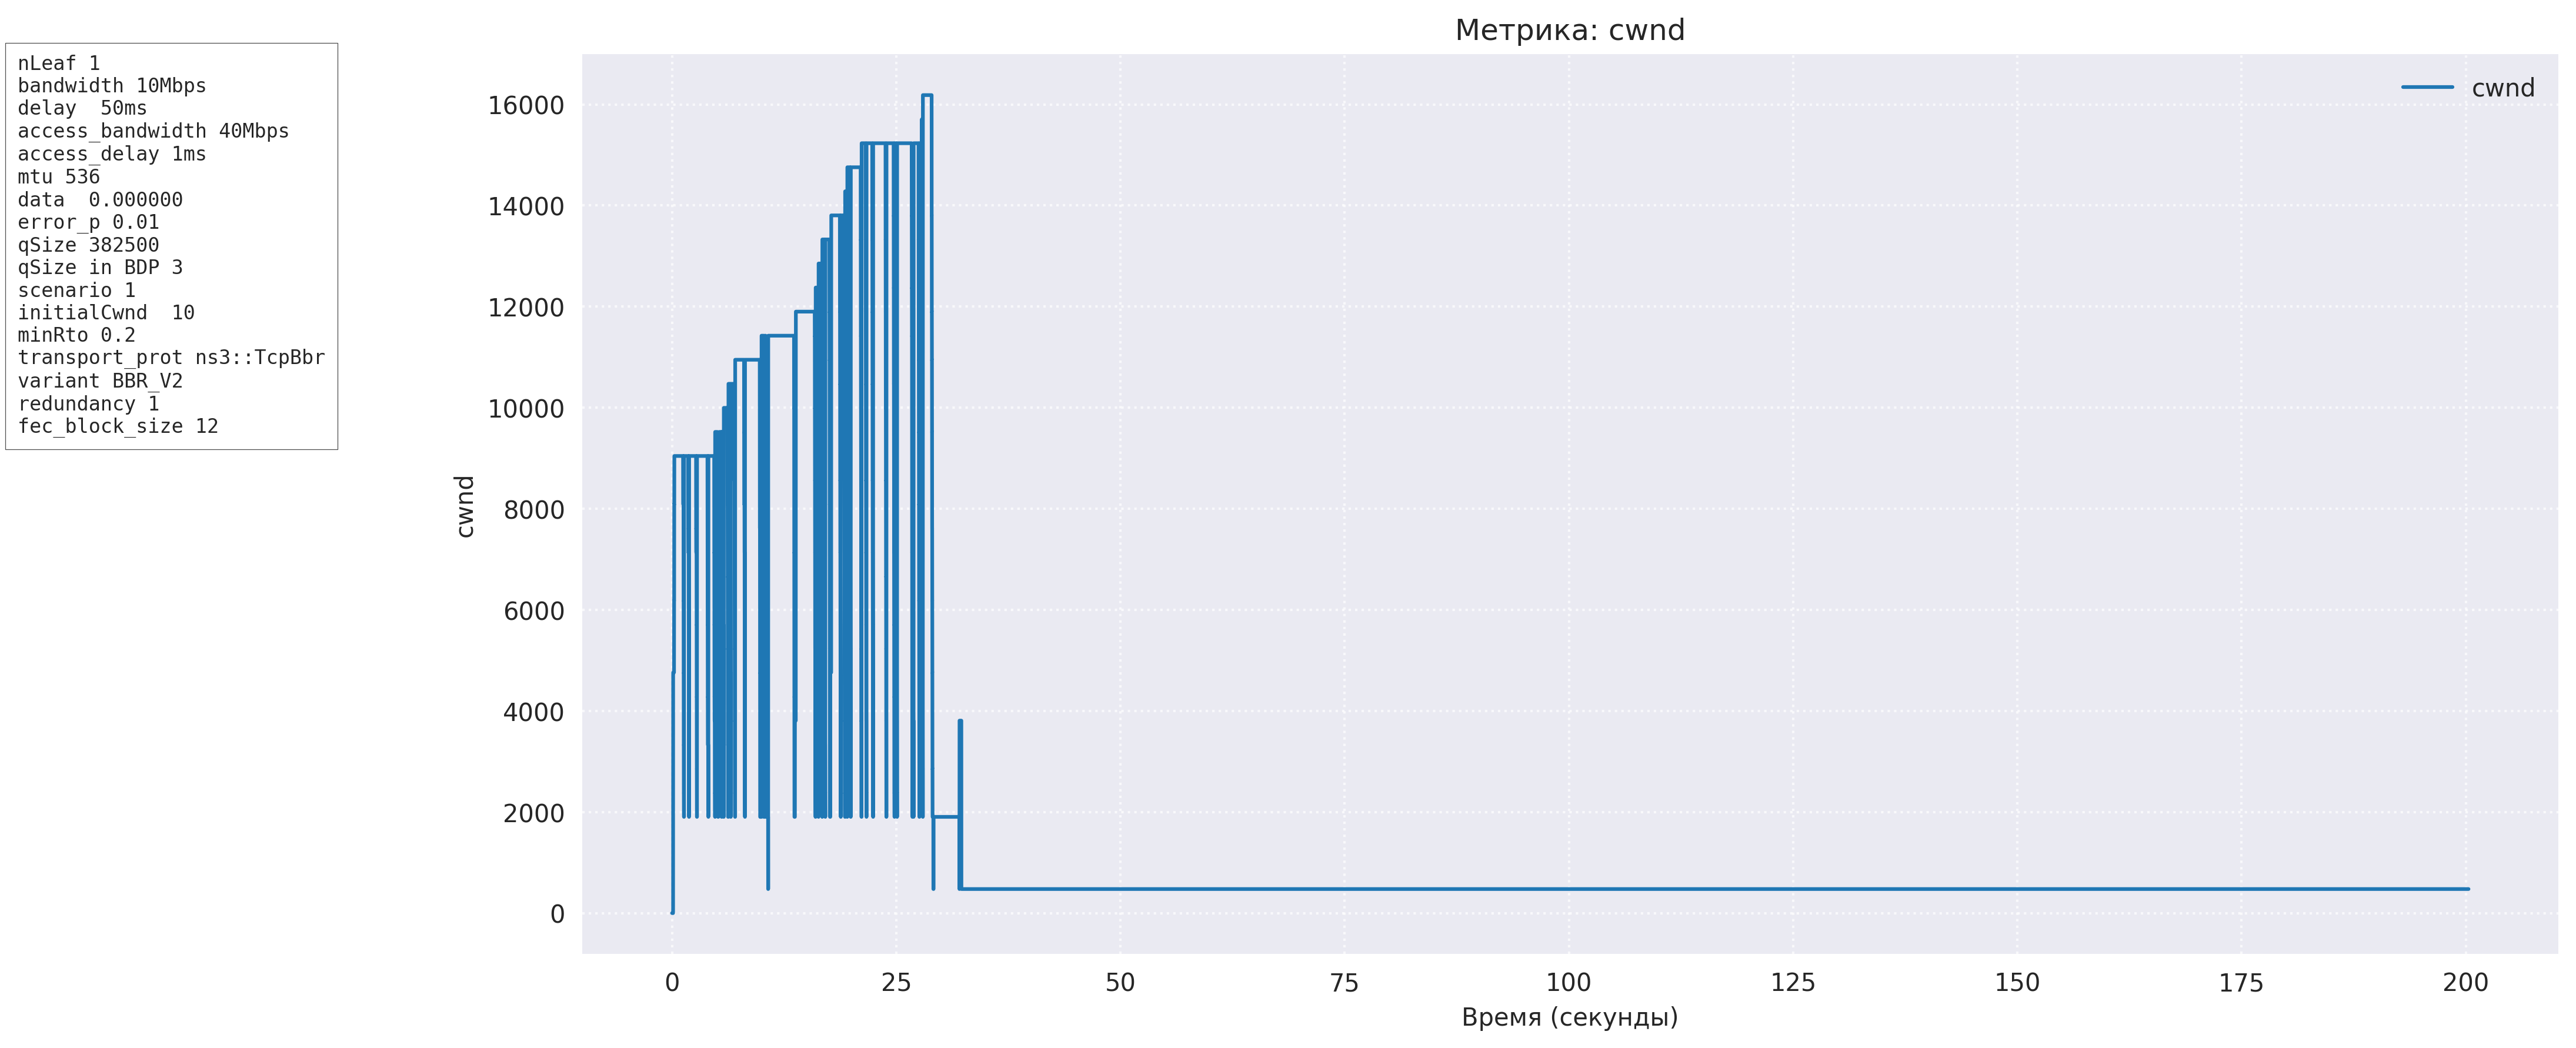 Метрика: cwnd
nLeaf 1
bandwidth 10Mbps
delay  50ms
access_bandwidth 40Mbps
access_delay 1ms
mtu 536
data  0.000000
error_p 0.01
qSize 382500
qSize in BDP 3
scenario 1
initialCwnd  10
minRto 0.2
transport_prot ns3::TcpBbr
variant BBR_V2
redundancy 1
fec_block_size 12
cwnd
16000
14000
12000
10000
8000
6000
4000
2000
0
cwnd
0 25 50 75 100 125 150 175 200
Время (секунды)